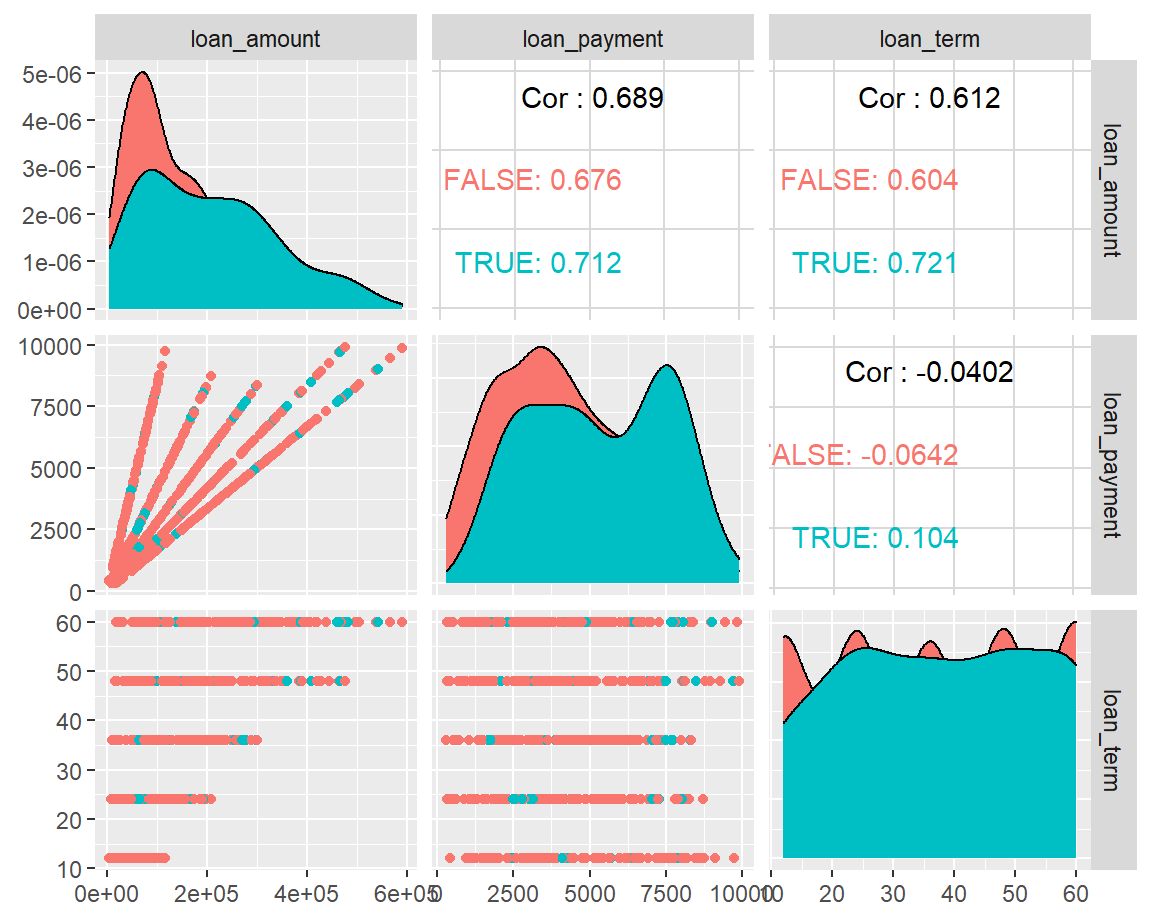 loan_amount
loan_payment
loan_term
5e-06
4e-06
3e-06
2e-06
1e-06
0e+00
Cor : 0.689
FALSE: 0.676
TRUE: 0.712
Cor : 0.612
FALSE: 0.604
TRUE: 0.721
loan_amount
10000
7500
5000
2500
0
Cor : -0.0402
ALSE: -0.0642
TRUE: 0.104
loan_payment
60
50
40
30
20
10
loan_term
0e+00
2e+05
4e+05
6e+05
0
2500
5000
7500
10000
10
20
30
40
50
60